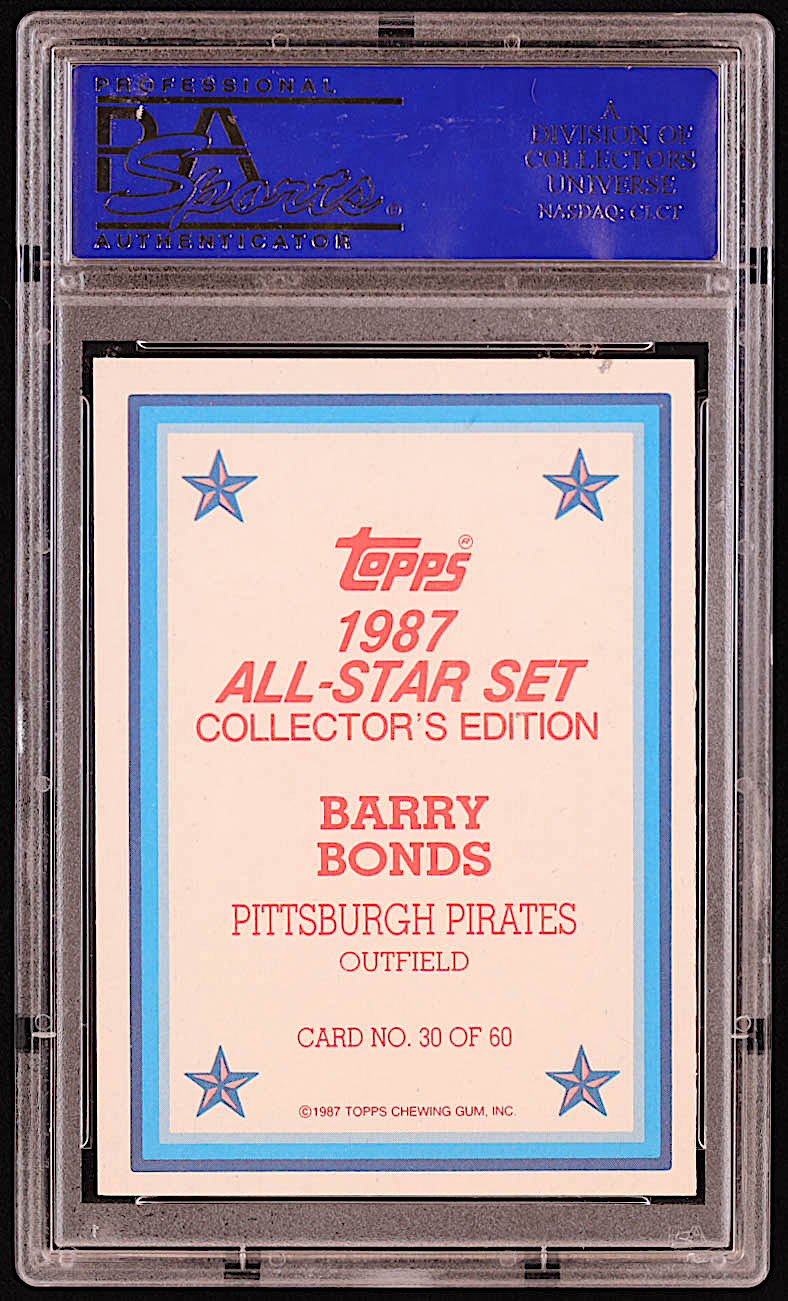 PROFESSIONAL
PSA
Sports®
AUTHENTICATOR
A
DIVISION OF
COLLECTORS
UNIVERSE
NASDAQ: CLCT
TOPPS®
1987
ALL-STAR SET
COLLECTOR'S EDITION
BARRY
BONDS
PITTSBURGH PIRATES
OUTFIELD
CARD NO. 30 OF 60
©1987 TOPPS CHEWING GUM, INC.